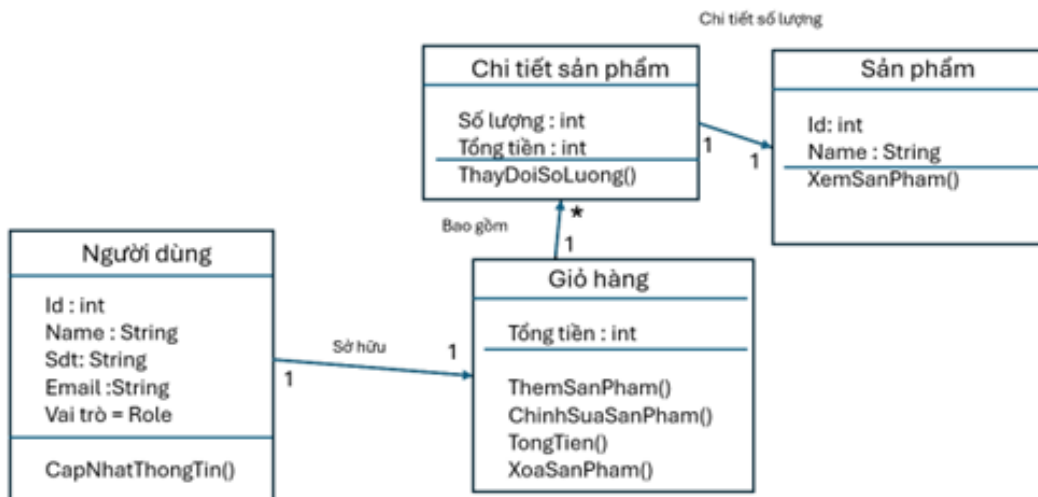 Chi tiết số lượng
Chi tiết sản phẩm
Số lượng : int
Tổng tiền : int
ThayDoiSoLuong()
1
1
Sản phẩm
Id: int
Name : String
XemSanPham()
Bao gồm
*
1
Người dùng
Id : int
Name : String
Sdt: String
Email :String
Vai trò = Role
CapNhatThongTin()
Sở hữu
1
1
Giỏ hàng
Tổng tiền : int
ThemSanPham()
ChinhSuaSanPham()
TongTien()
XoaSanPham()